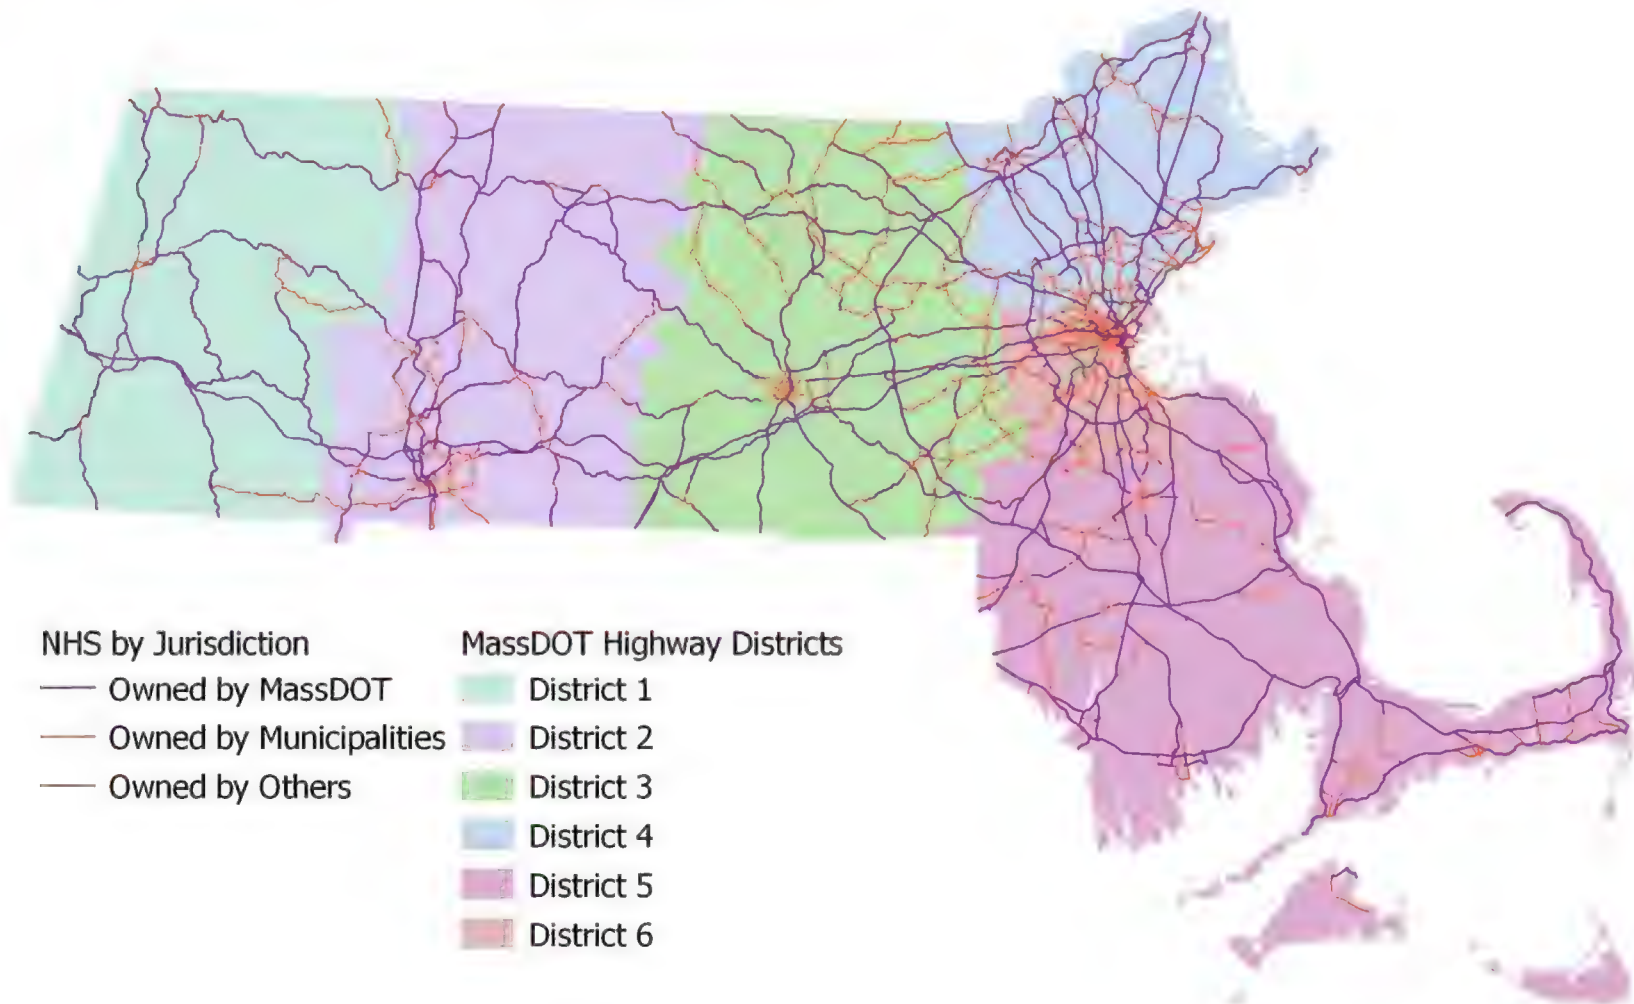 NHS by Jurisdiction
Owned by MassDOT
Owned by Municipalities
Owned by Others
MassDOT Highway Districts
District 1
District 2
District 3
District 4
District 5
District 6